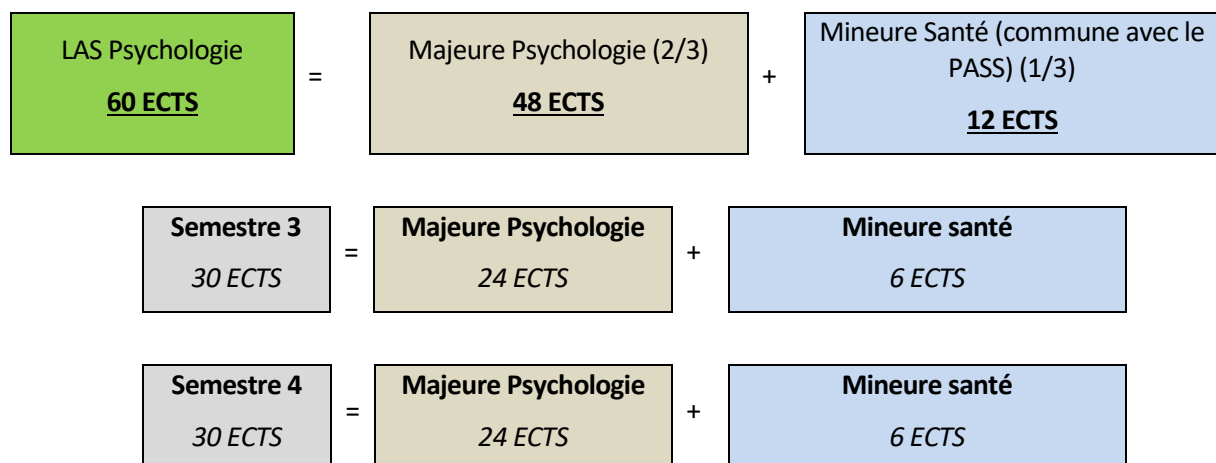 LAS Psychologie
60 ECTS
=
Majeure Psychologie (2/3)
48 ECTS
+
Mineure Santé (commune avec le
PASS) (1/3)
12 ECTS
Semestre 3
30 ECTS
=
Majeure Psychologie
24 ECTS
+
Mineure santé
6 ECTS
Semestre 4
30 ECTS
=
Majeure Psychologie
24 ECTS
+
Mineure santé
6 ECTS